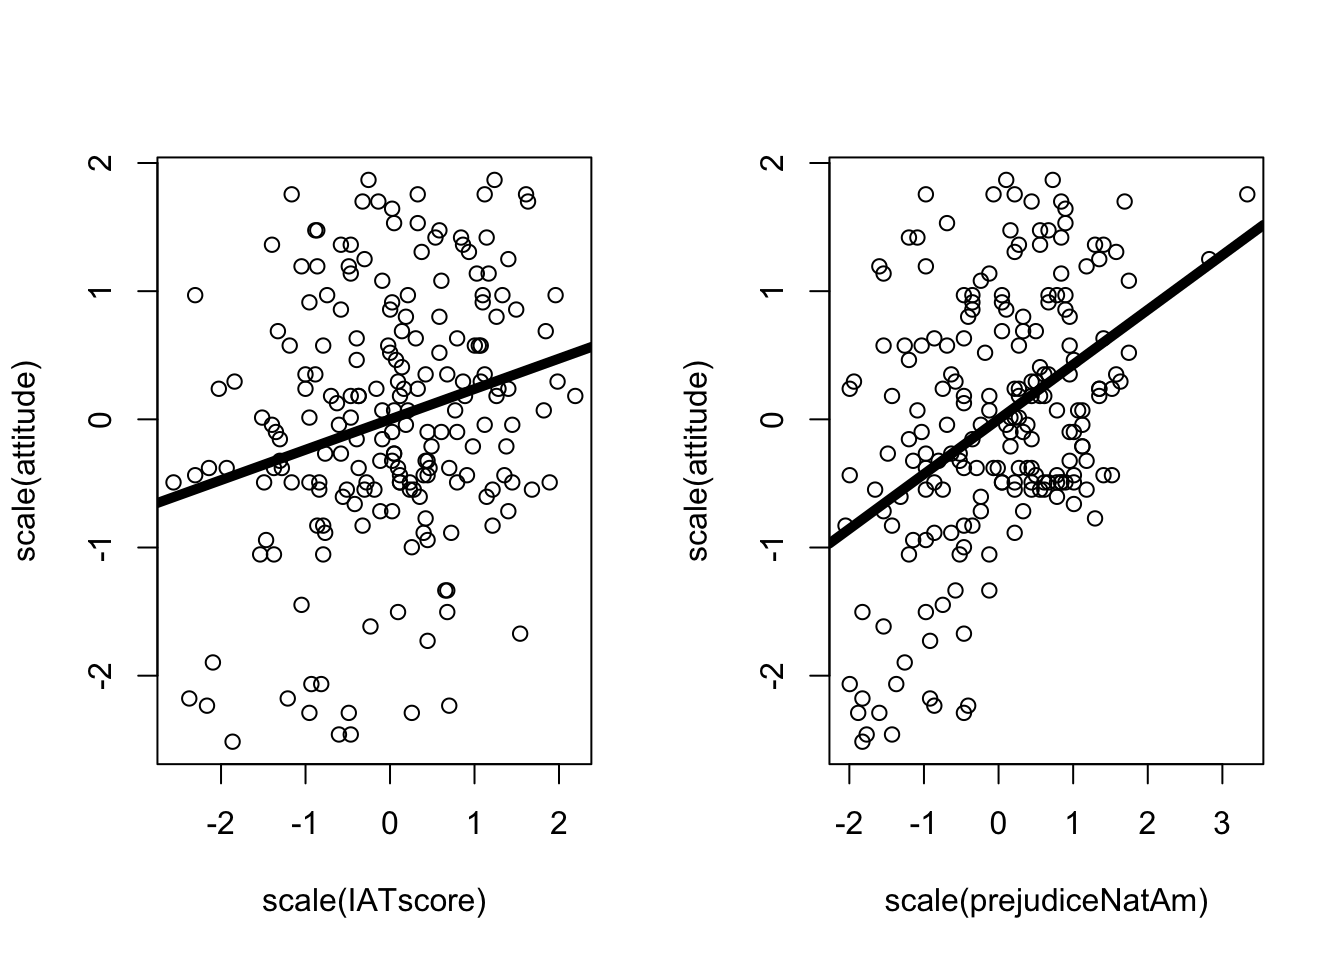 scale(attitude)
2
1
0
-1
-2
-2 -1 0 1 2
scale(IATscore)
scale(attitude)
2
1
0
-1
-2
-2 -1 0 1 2 3
scale(prejudiceNatAm)